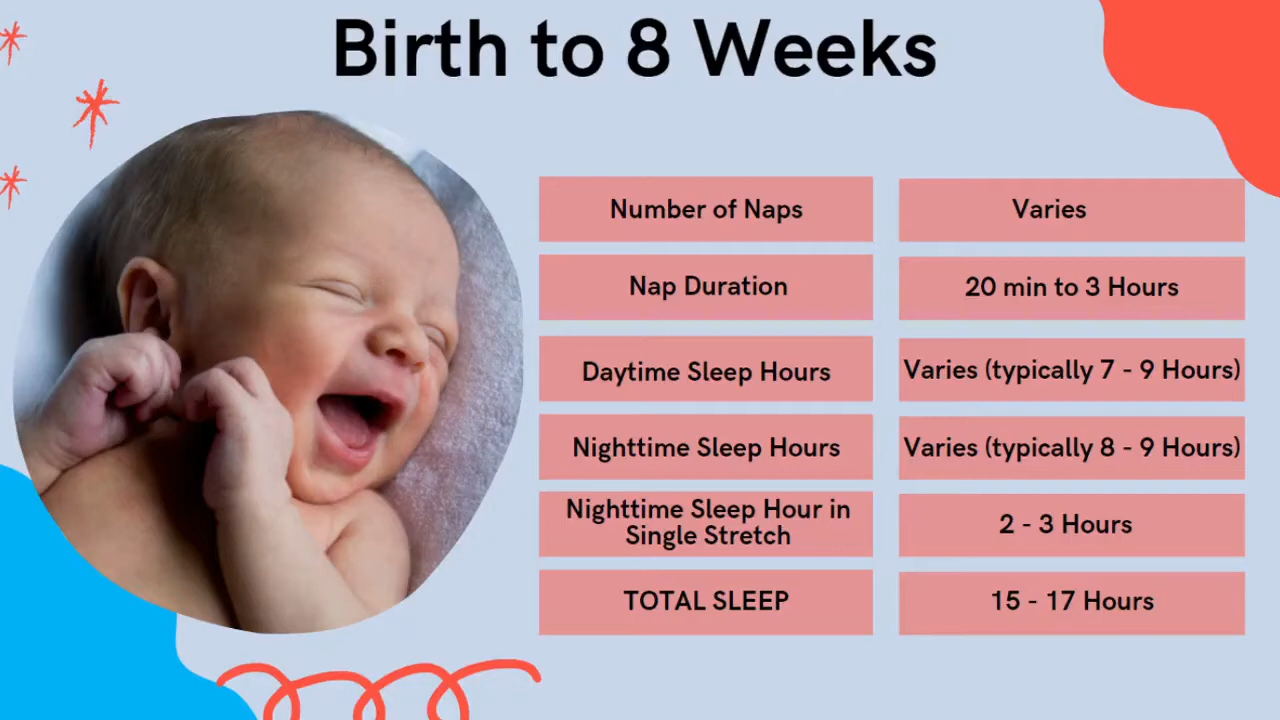 Birth to 8 Weeks
Number of Naps
Varies
Nap Duration
20 min to 3 Hours
Daytime Sleep Hours
Varies (typically 7 - 9 Hours)
Nighttime Sleep Hours
Varies (typically 8 - 9 Hours)
Nighttime Sleep Hour in
Single Stretch
2 - 3 Hours
TOTAL SLEEP
15 - 17 Hours